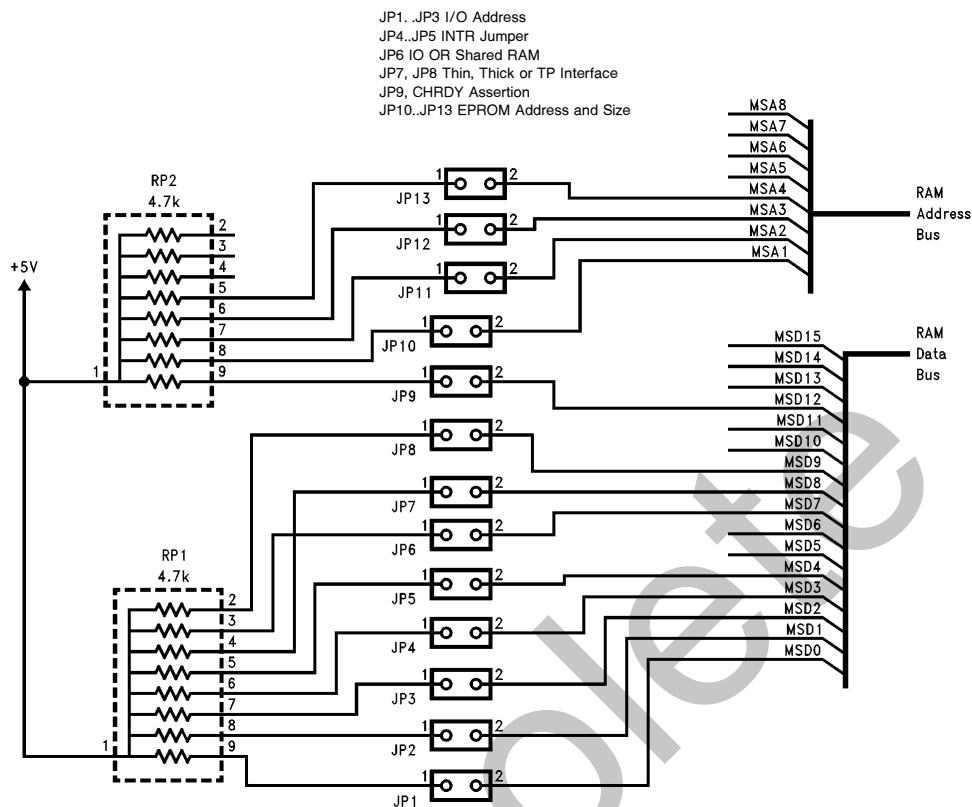 JP1. .JP3 I/O Address
JP4..JP5 INTR Jumper
JP6 IO OR Shared RAM
JP7, JP8 Thin, Thick or TP Interface
JP9, CHRDY Assertion
JP10..JP13 EPROM Address and Size
MSA8
MSA7
MSA6
MSA5
MSA4
MSA3
MSA2
MSA1
RAM
Address
Bus
RP2
4.7k
+5V
1
2
3
4
5
6
7
8
9
1 2
JP13
1 2
JP12
1 2
JP11
1 2
JP10
1 2
JP9
1 2
JP8
1 2
JP7
1 2
JP6
1 2
JP5
1 2
JP4
1 2
JP3
1 2
JP2
1 2
JP1
RAM
Data
Bus
MSD15
MSD14
MSD13
MSD12
MSD11
MSD10
MSD9
MSD8
MSD7
MSD6
MSD5
MSD4
MSD3
MSD2
MSD1
MSD0
RP1
4.7k
1
2
3
4
5
6
7
8
9
olete